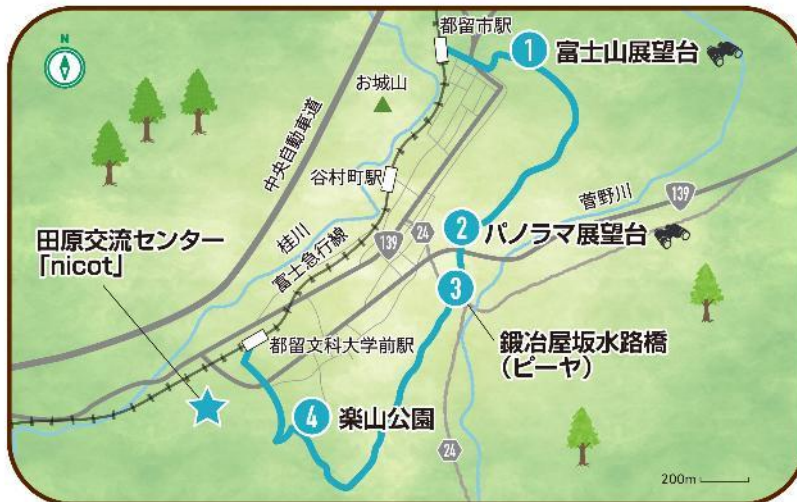 N
都留市駅
1
富士山展望台
お城山
中央自動車道
谷村町駅
菅野川
139
2
パノラマ展望台
24
139
桂川
富士急行線
田原交流センター
「nicot」
3
鍛冶屋坂水路橋
(ピーヤ)
都留文科大学前駅
4
楽山公園
24
200m